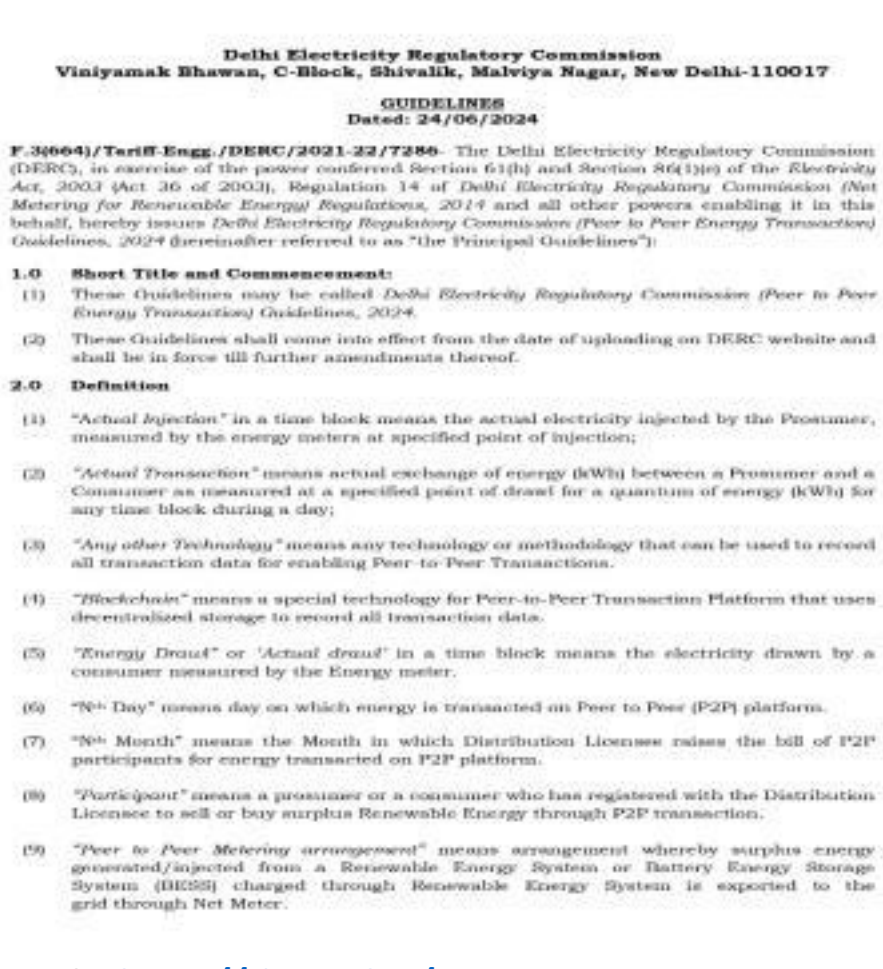 Delhi Electricity Regulatory Commission
Viniyamak Bhawan, C-Block, Shivalik, Malviya Nagar, New Delhi-110017
GUIDELINES
Dated: 24/06/2024
F.3(664)/Tariff-Engg./DERC/2021-22/7286- The Delhi Electricity Regulatory Commission
(DERC), in exercise of the power conferred Section 61(h) and Section 86(1)(e) of the Electricity
Act, 2003 (Act 36 of 2003), Regulation 14 of Delhi Electricity Regulatory Commission (Net
Metering for Renewable Energy) Regulations, 2014 and all other powers enabling it in this
behalf, hereby issues Delhi Electricity Regulatory Commission (Peer to Peer Energy Transaction)
Guidelines, 2024 (hereinafter referred to as "the Principal Guidelines"):
1.0 Short Title and Commencement:
(1) These Guidelines may be called Delhi Electricity Regulatory Commission (Peer to Peer
Energy Transaction) Guidelines, 2024.
(2) These Guidelines shall come into effect from the date of uploading on DERC website and
shall be in force till further amendments thereof.
2.0 Definition
(1) "Actual Injection" in a time block means the actual electricity injected by the Prosumer,
measured by the energy meters at specified point of injection;
(2) "Actual Transaction" means actual exchange of energy (kWh) between a Prosumer and a
Consumer as measured at a specified point of drawl for a quantum of energy (kWh) for
any time block during a day;
(3) "Any other Technology" means any technology or methodology that can be used to record
all transaction data for enabling Peer-to-Peer Transactions.
(4) "Blockchain" means a special technology for Peer-to-Peer Transaction Platform that uses
decentralized storage to record all transaction data.
(5) "Energy Drawl" or 'Actual drawl' in a time block means the electricity drawn by a
consumer measured by the Energy meter.
(6) "Nth Day" means day on which energy is transacted on Peer to Peer (P2P) platform.
(7) "Nth Month" means the Month in which Distribution Licensee raises the bill of P2P
participants for energy transacted on P2P platform.
(8) "Participant" means a prosumer or a consumer who has registered with the Distribution
Licensee to sell or buy surplus Renewable Energy through P2P transaction.
(9) "Peer to Peer Metering arrangement" means arrangement whereby surplus energy
generated/injected from a Renewable Energy System or Battery Energy Storage
System (BESS) charged through Renewable Energy System is exported to the
grid through Net Meter.